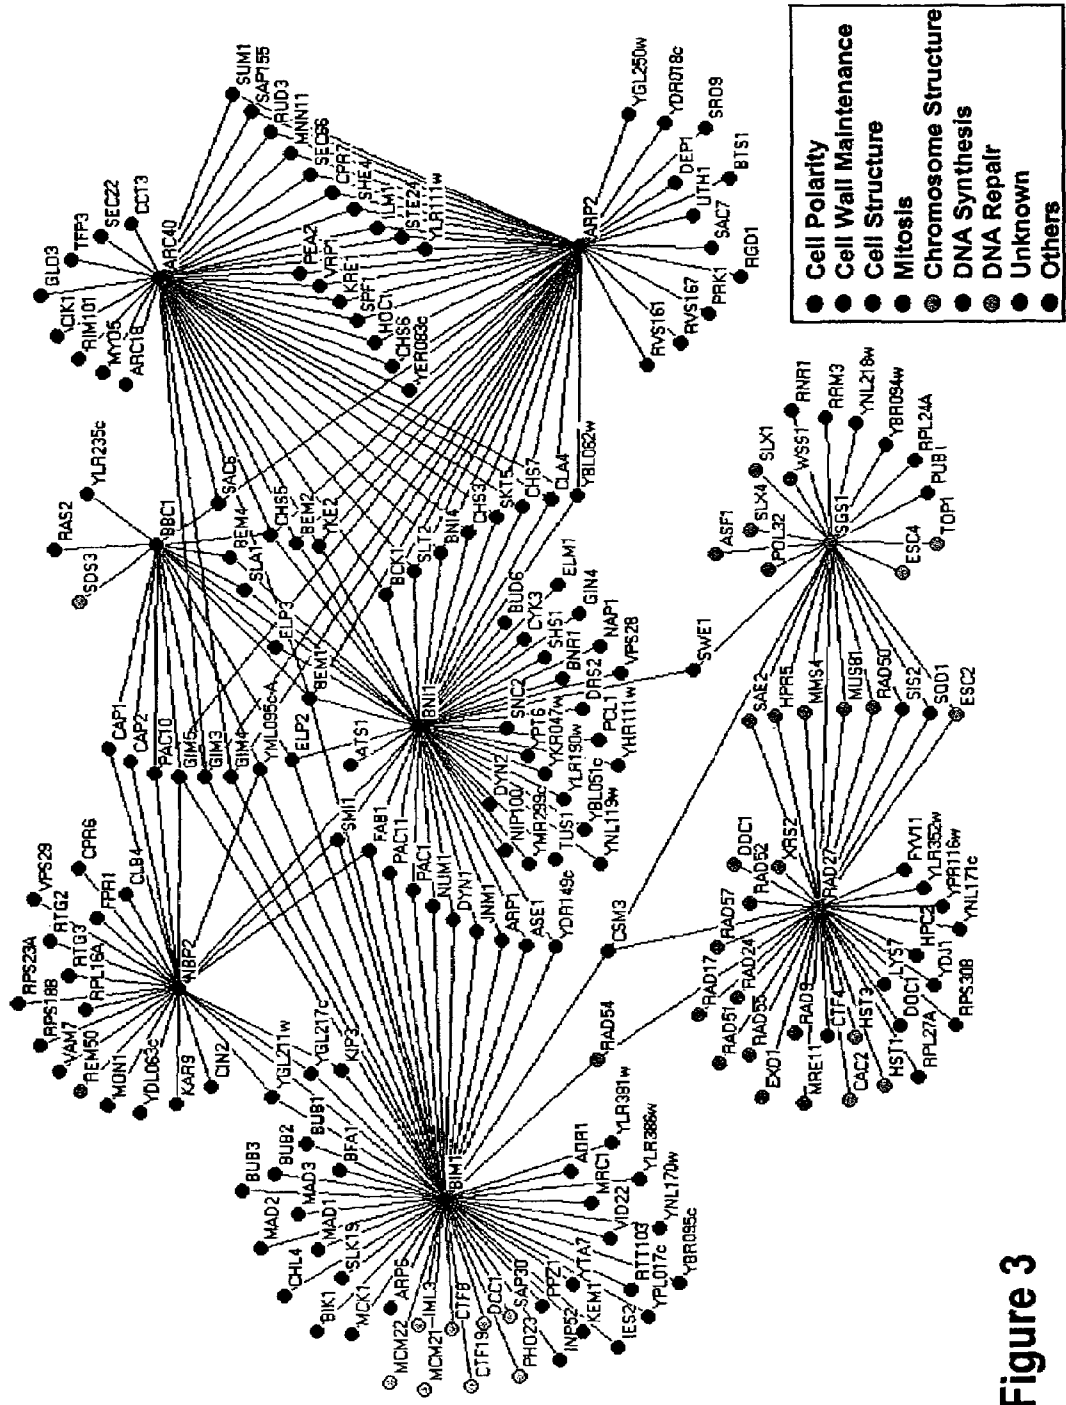 SUM1
SAP155
RUD3
MNN11
SEC66
CPR7
SHE4
ILM1
STE24
YLR111w
CCT3
SEC22
TFP3
GLO3
CIK1
RIM101
MYO5
ARC18
ARC40
PEA2
VRP1
KRE1
SPF1
HOC1
CHS6
YER083c
YGL250w
YDR018c
SRO9
DEP1
BTS1
UTH1
SAC7
RGD1
PRK1
RVS167
RVS161
ARP2
YLR235c
RAS2
SDS3
BBC1
SAC6
BEM4
CHS5
SLA1
BEM2
YKE2
ELP3
BEM1
BCK1
SLT2
BNI4
CHS3
SKT5
CHS7
CLA4
YBL062w
CAP1
CAP2
PAC10
GIM5
GIM3
GIM4
YML095c-A
ELP2
ATS1
BNI1
BUD6
ELM1
CYK3
GIN4
SHS1
BNR1
NAP1
DRS2
VPS28
SNC2
YPT6
YKR047w
PCL1
YLR190w
YHR111w
DYN2
YBL051c
YNL119w
NIP100
YMR299c
TUS1
SWE1
SMI1
FAB1
PAC11
PAC1
NUM1
DYN1
JNM1
ARP1
ASE1
YDR149c
CSM3
RAD54
NBP2
CPR6
VPS29
CLB4
FPR1
RTG2
RTG3
RPL16A
RPS23A
RPS18B
VAM7
REM50
MON1
YDL063c
KAR9
CIN2
YGL211w
YGL217c
KIP3
BIM1
BUB1
BUB2
BUB3
BFA1
MAD3
MAD2
MAD1
SLK19
CHL4
BIK1
MCK1
ARP6
MCM22
IML3
MCM21
CTF8
CTF19
DCC1
SAP30
PHO23
PPZ1
INP52
YTA7
KEM1
IES2
RTT103
YPL017c
YBR095c
YNL170w
VID22
MRC1
ADR1
YLR386w
YLR381w
SGS1
ASF1
SLX4
SLX1
POL32
WSS1
RNR1
RRM3
YNL218w
YBR094w
RPL24A
PUB1
TOP1
ESC4
SAE2
HPR5
MMS4
MUS81
RAD50
SIS2
SOD1
ESC2
RAD27
DDC1
XRS2
RAD52
RAD57
RAD17
RAD24
RAD51
RAD55
RAD9
EXO1
MRE11
CTF4
CAC2
HST3
HST1
DOC1
LYS7
RPL27A
RPS30B
YDJ1
HPC2
YNL171c
YPR116w
YLR352w
FYV11
Cell Polarity
Cell Wall Maintenance
Cell Structure
Mitosis
Chromosome Structure
DNA Synthesis
DNA Repair
Unknown
Others
Figure 3